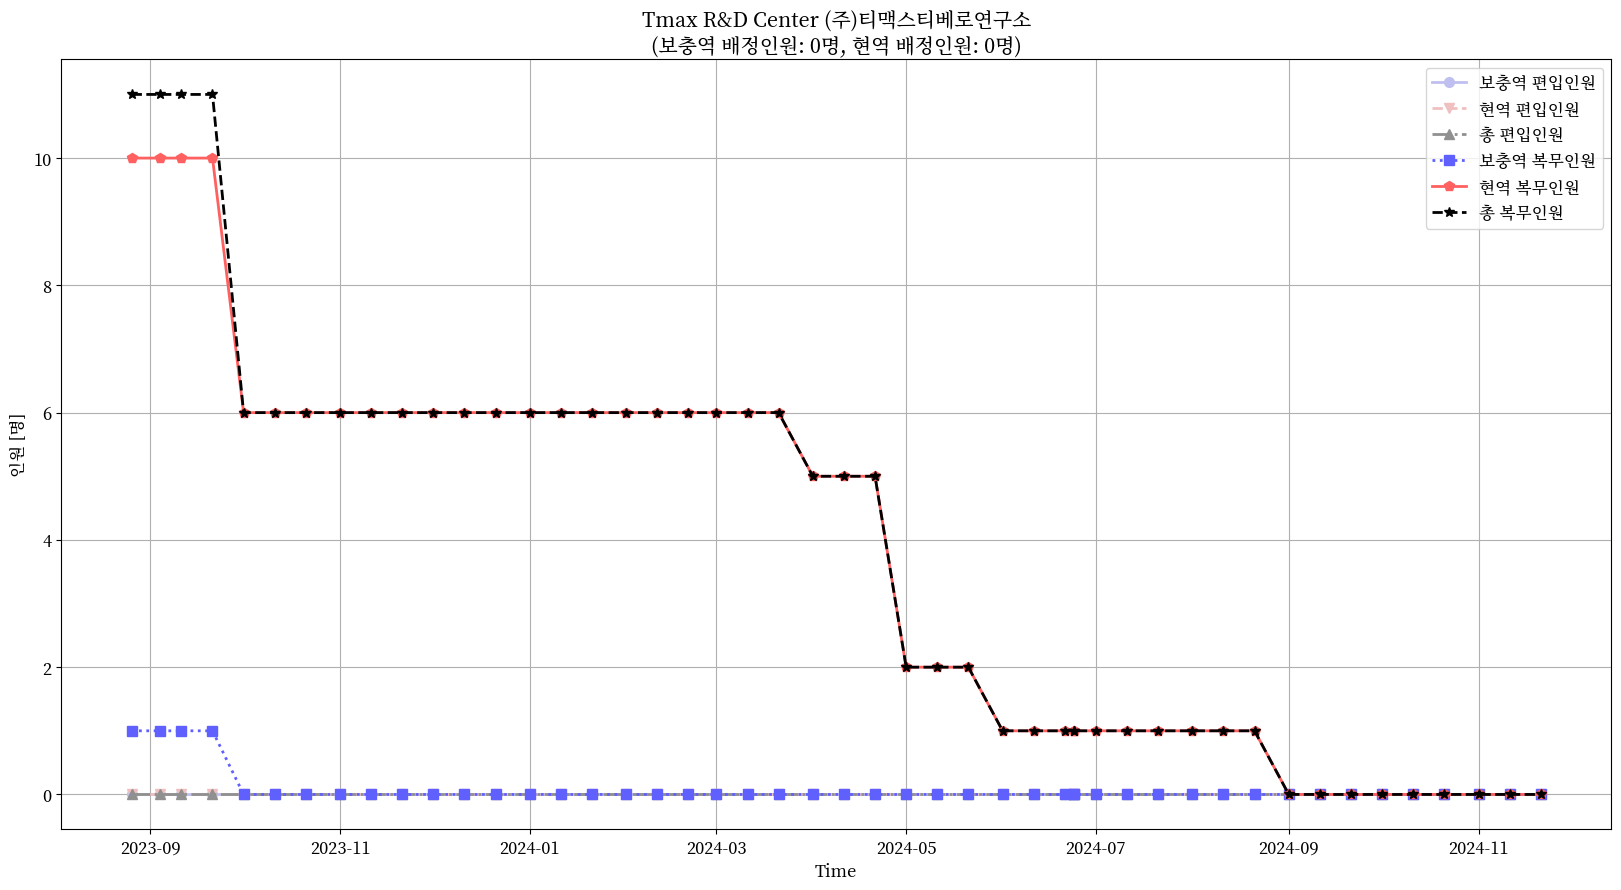 Tmax R&D Center (주)티맥스티베로연구소
(보충역 배정인원: 0명, 현역 배정인원: 0명)
보충역 편입인원
현역 편입인원
총 편입인원
보충역 복무인원
현역 복무인원
총 복무인원
인원 [명]
10
8
6
4
2
0
2023-09
2023-11
2024-01
2024-03
2024-05
2024-07
2024-09
2024-11
Time